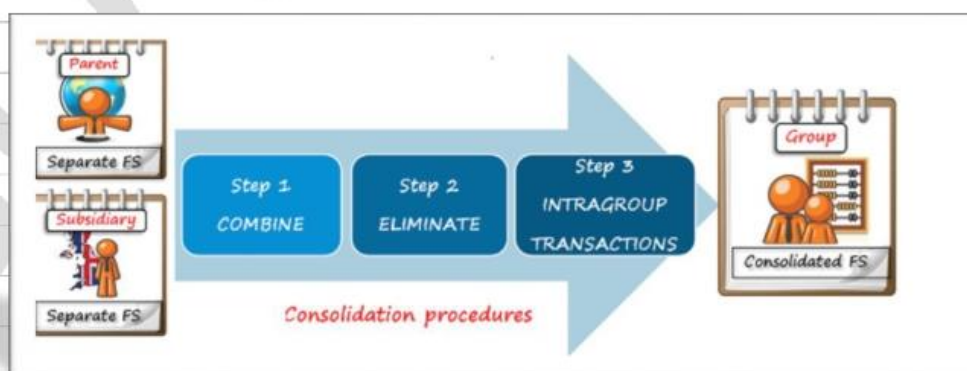 Parent
Separate FS
Subsidiary
Separate FS
Step 1
COMBINE
Step 2
ELIMINATE
Step 3
INTRAGROUP
TRANSACTIONS
Consolidation procedures
Group
Consolidated FS